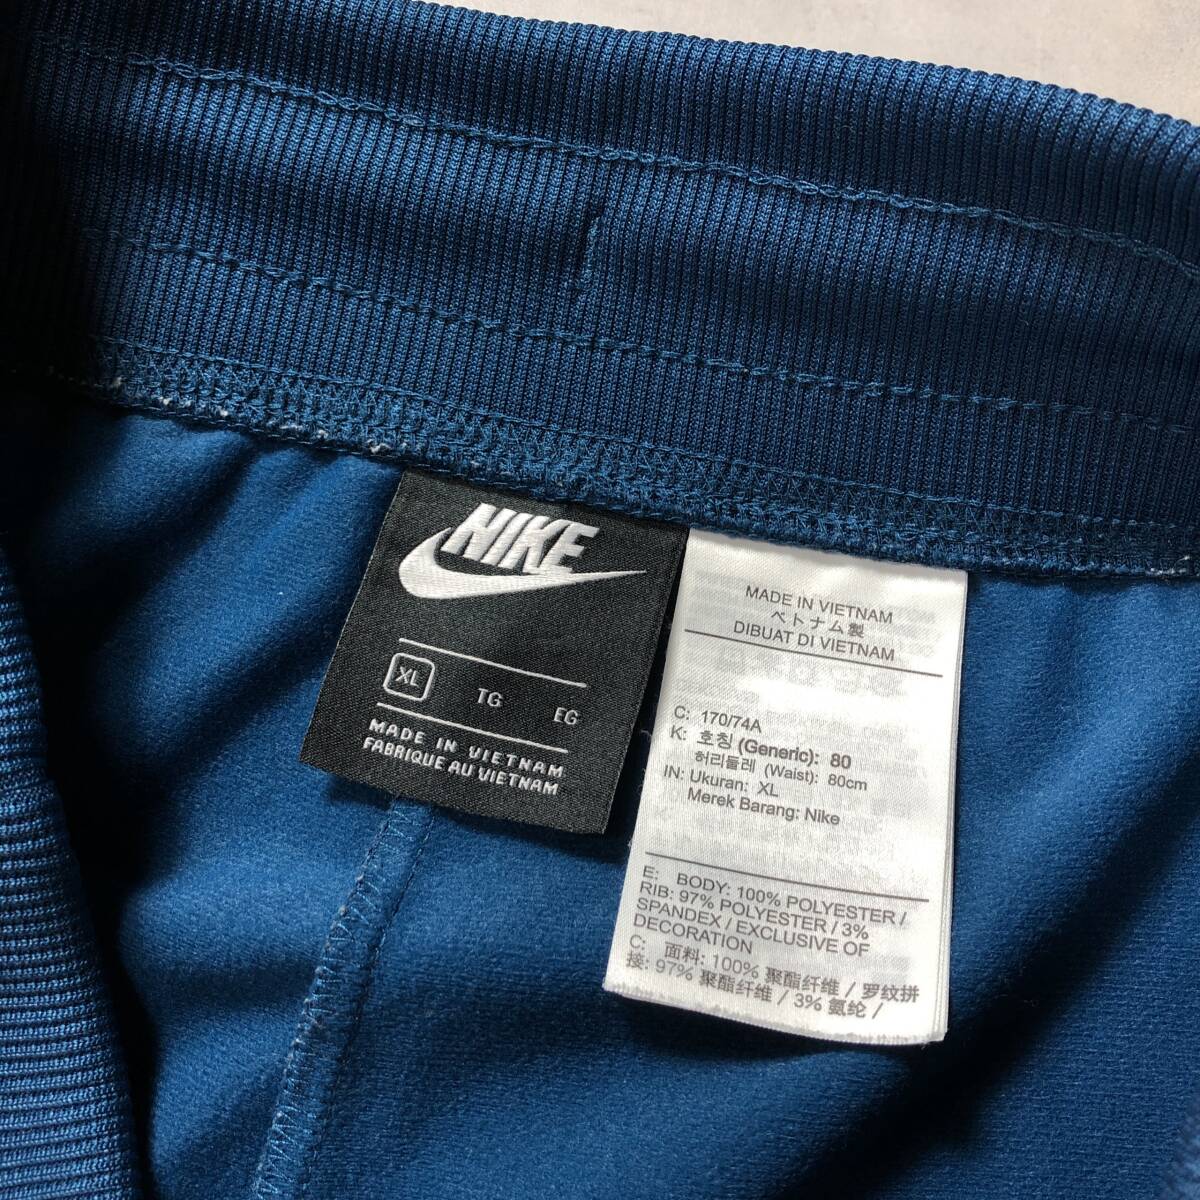 NIKE
XL TG EG
MADE IN VIETNAM
FABRIQUE AU VIETNAM
MADE IN VIETNAM
ベトナム製
DIBUAT DI VIETNAM
C: 170/74A
K: 호칭 (Generic): 80
허리둘레 (Waist): 80cm
IN: Ukuran: XL
Merek Barang: Nike
E: BODY: 100% POLYESTER /
RIB: 97% POLYESTER / 3%
SPANDEX / EXCLUSIVE OF
DECORATION
C: 面料: 100% 聚酯纤维 / 罗纹拼
接: 97% 聚酯纤维 / 3% 氨纶 /